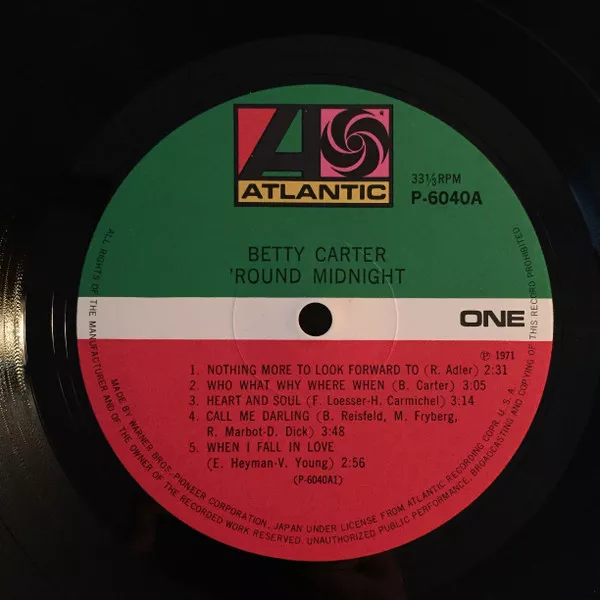 ATLANTIC
33⅓RPM
P-6040A
BETTY CARTER
'ROUND MIDNIGHT
ONE
℗ 1971
1. NOTHING MORE TO LOOK FORWARD TO (R. Adler) 2:31
2. WHO WHAT WHY WHERE WHEN (B. Carter) 3:05
3. HEART AND SOUL (F. Loesser-H. Carmichel) 3:14
4. CALL ME DARLING (B. Reisfeld, M. Fryberg,
R. Marbot-D. Dick) 3:48
5. WHEN I FALL IN LOVE
(E. Heyman-V. Young) 2:56
(P-6040A1)
ALL RIGHTS OF THE MANUFACTURER AND OF THE OWNER OF THE RECORDED WORK RESERVED. UNAUTHORIZED PUBLIC PERFORMANCE, BROADCASTING AND COPYING OF THIS RECORD PROHIBITED
MADE BY WARNER BROS.-PIONEER CORPORATION, JAPAN UNDER LICENSE FROM ATLANTIC RECORDING COPR. U. S. A.